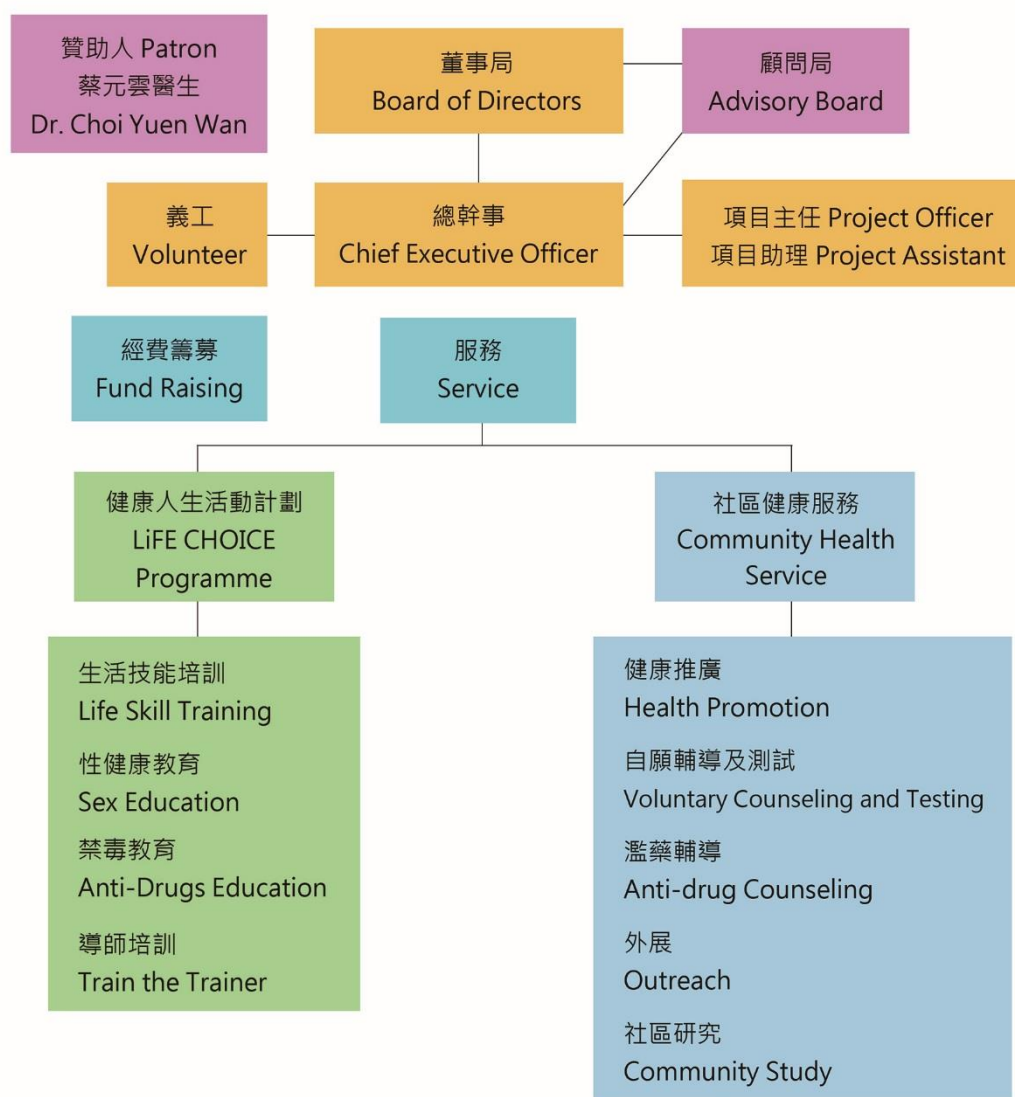 贊助人 Patron
蔡元雲醫生
Dr. Choi Yuen Wan
董事局
Board of Directors
顧問局
Advisory Board
義工
Volunteer
總幹事
Chief Executive Officer
項目主任 Project Officer
項目助理 Project Assistant
經費籌募
Fund Raising
服務
Service
健康人生活動計劃
LiFE CHOICE
Programme
社區健康服務
Community Health
Service
生活技能培訓
Life Skill Training
性健康教育
Sex Education
禁毒教育
Anti-Drugs Education
導師培訓
Train the Trainer
健康推廣
Health Promotion
自願輔導及測試
Voluntary Counseling and Testing
濫藥輔導
Anti-drug Counseling
外展
Outreach
社區研究
Community Study